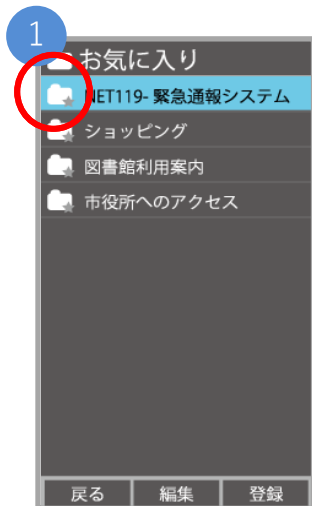 1
お気に入り
NET119- 緊急通報システム
ショッピング
図書館利用案内
市役所へのアクセス
戻る 編集 登録